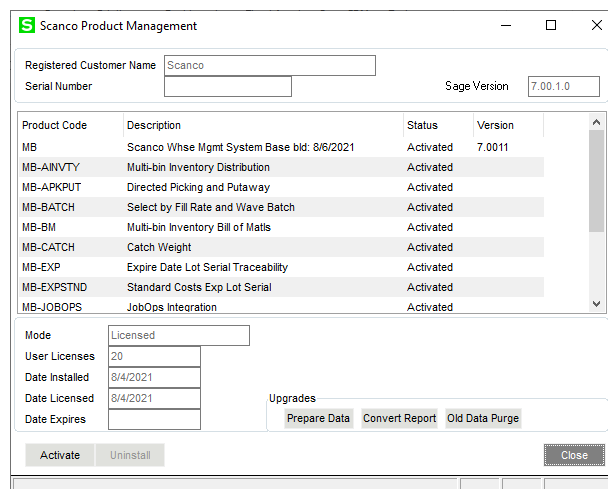 S Scanco Product Management
Registered Customer Name Scanco
Serial Number Sage Version 7.00.1.0
Product Code Description Status Version
MB Scanco Whse Mgmt System Base bld: 8/6/2021 Activated 7.0011
MB-AINVTY Multi-bin Inventory Distribution Activated
MB-APKPUT Directed Picking and Putaway Activated
MB-BATCH Select by Fill Rate and Wave Batch Activated
MB-BM Multi-bin Inventory Bill of Matls Activated
MB-CATCH Catch Weight Activated
MB-EXP Expire Date Lot Serial Traceability Activated
MB-EXPSTND Standard Costs Exp Lot Serial Activated
MB-JOBOPS JobOps Integration Activated
Mode Licensed
User Licenses 20
Date Installed 8/4/2021
Date Licensed 8/4/2021
Date Expires
Upgrades
Prepare Data Convert Report Old Data Purge
Activate Uninstall Close